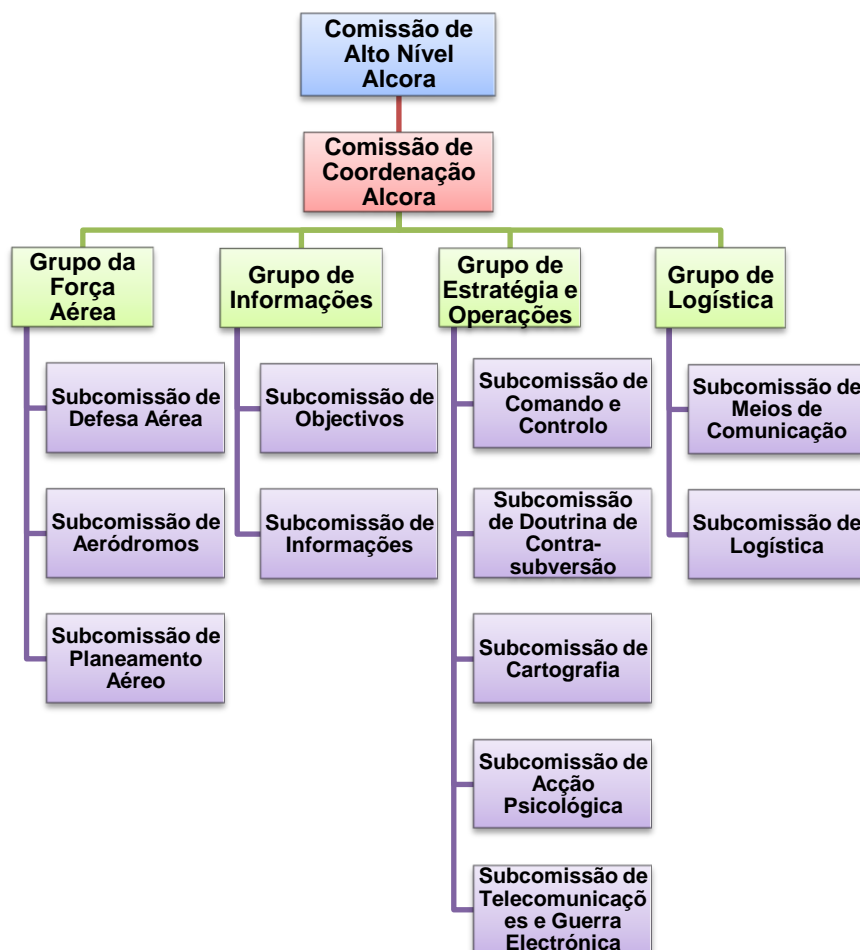 Comissão de
Alto Nível
Alcora
Comissão de
Coordenação
Alcora
Grupo da
Força
Aérea
Grupo de
Informações
Grupo de
Estratégia e
Operações
Grupo de
Logística
Subcomissão de
Defesa Aérea
Subcomissão de
Aeródromos
Subcomissão de
Planeamento
Aéreo
Subcomissão de
Objectivos
Subcomissão de
Informações
Subcomissão de
Comando e
Controlo
Subcomissão
de Doutrina de
Contra-
subversão
Subcomissão de
Cartografia
Subcomissão de
Acção
Psicológica
Subcomissão de
Telecomunicaçõ
es e Guerra
Electrónica
Subcomissão de
Meios de
Comunicação
Subcomissão de
Logística